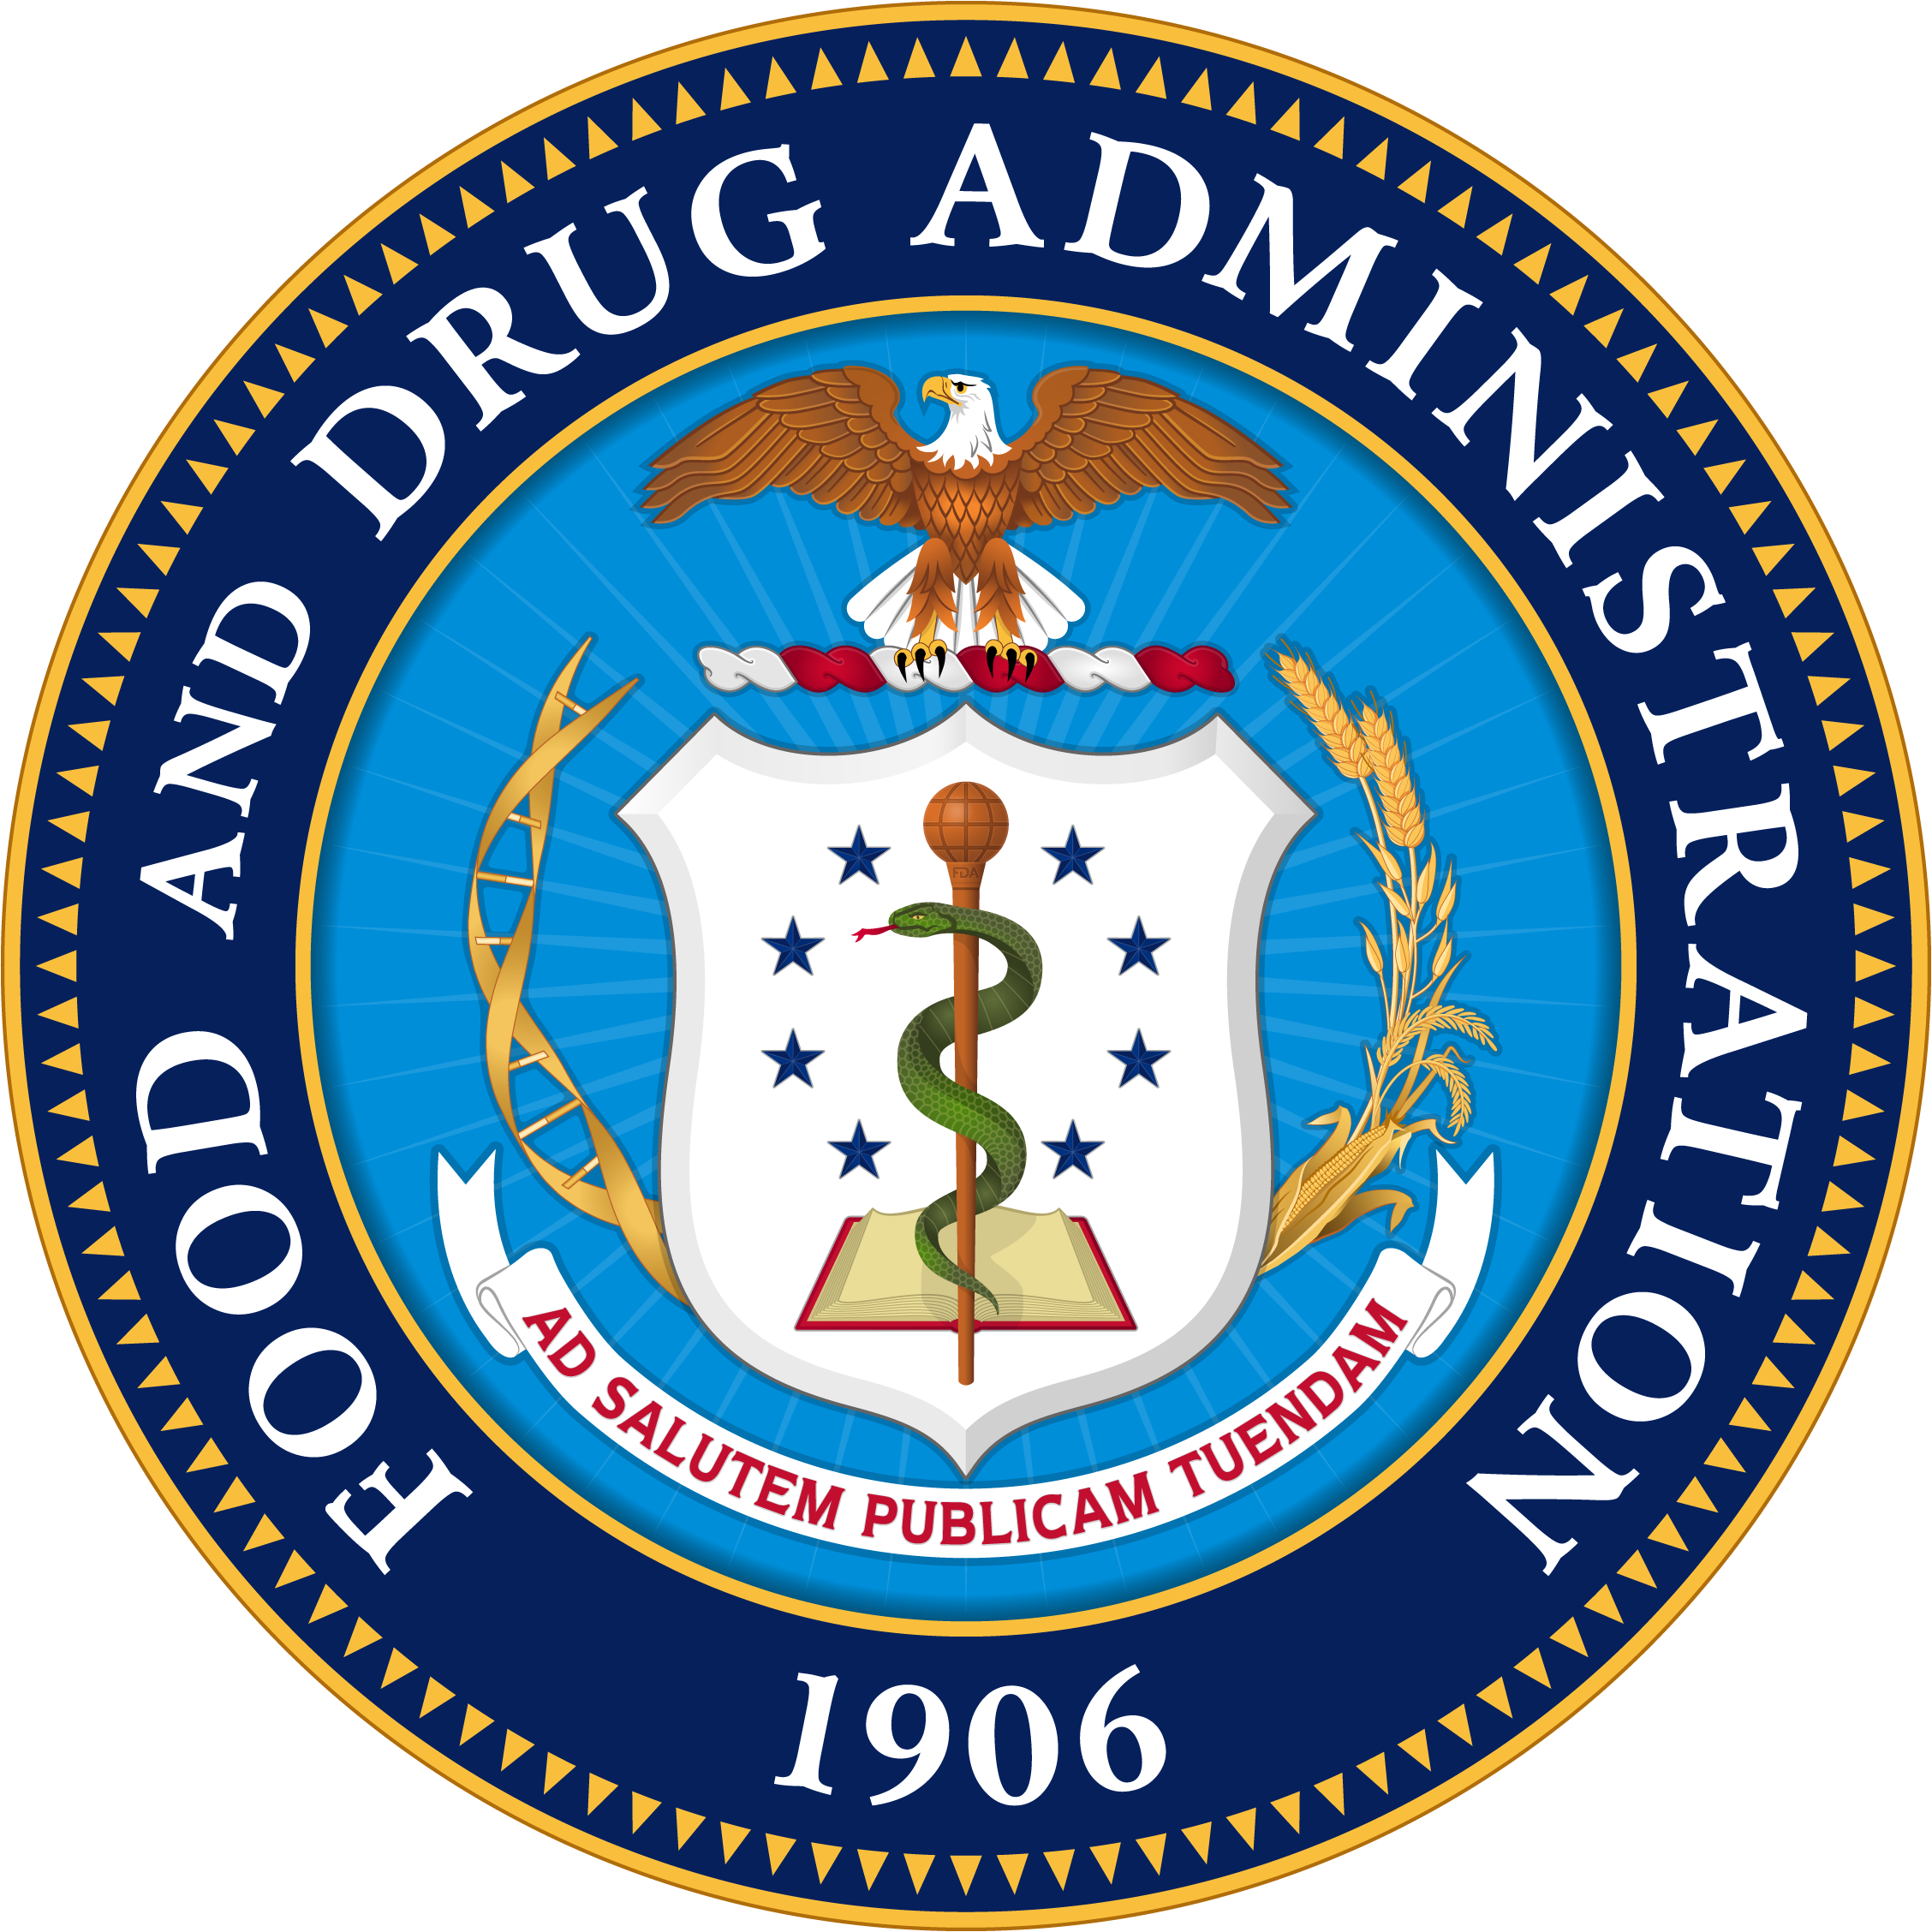 FOOD AND DRUG ADMINISTRATION
FDA
AD SALUTEM PUBLICAM TUENDAM
1906